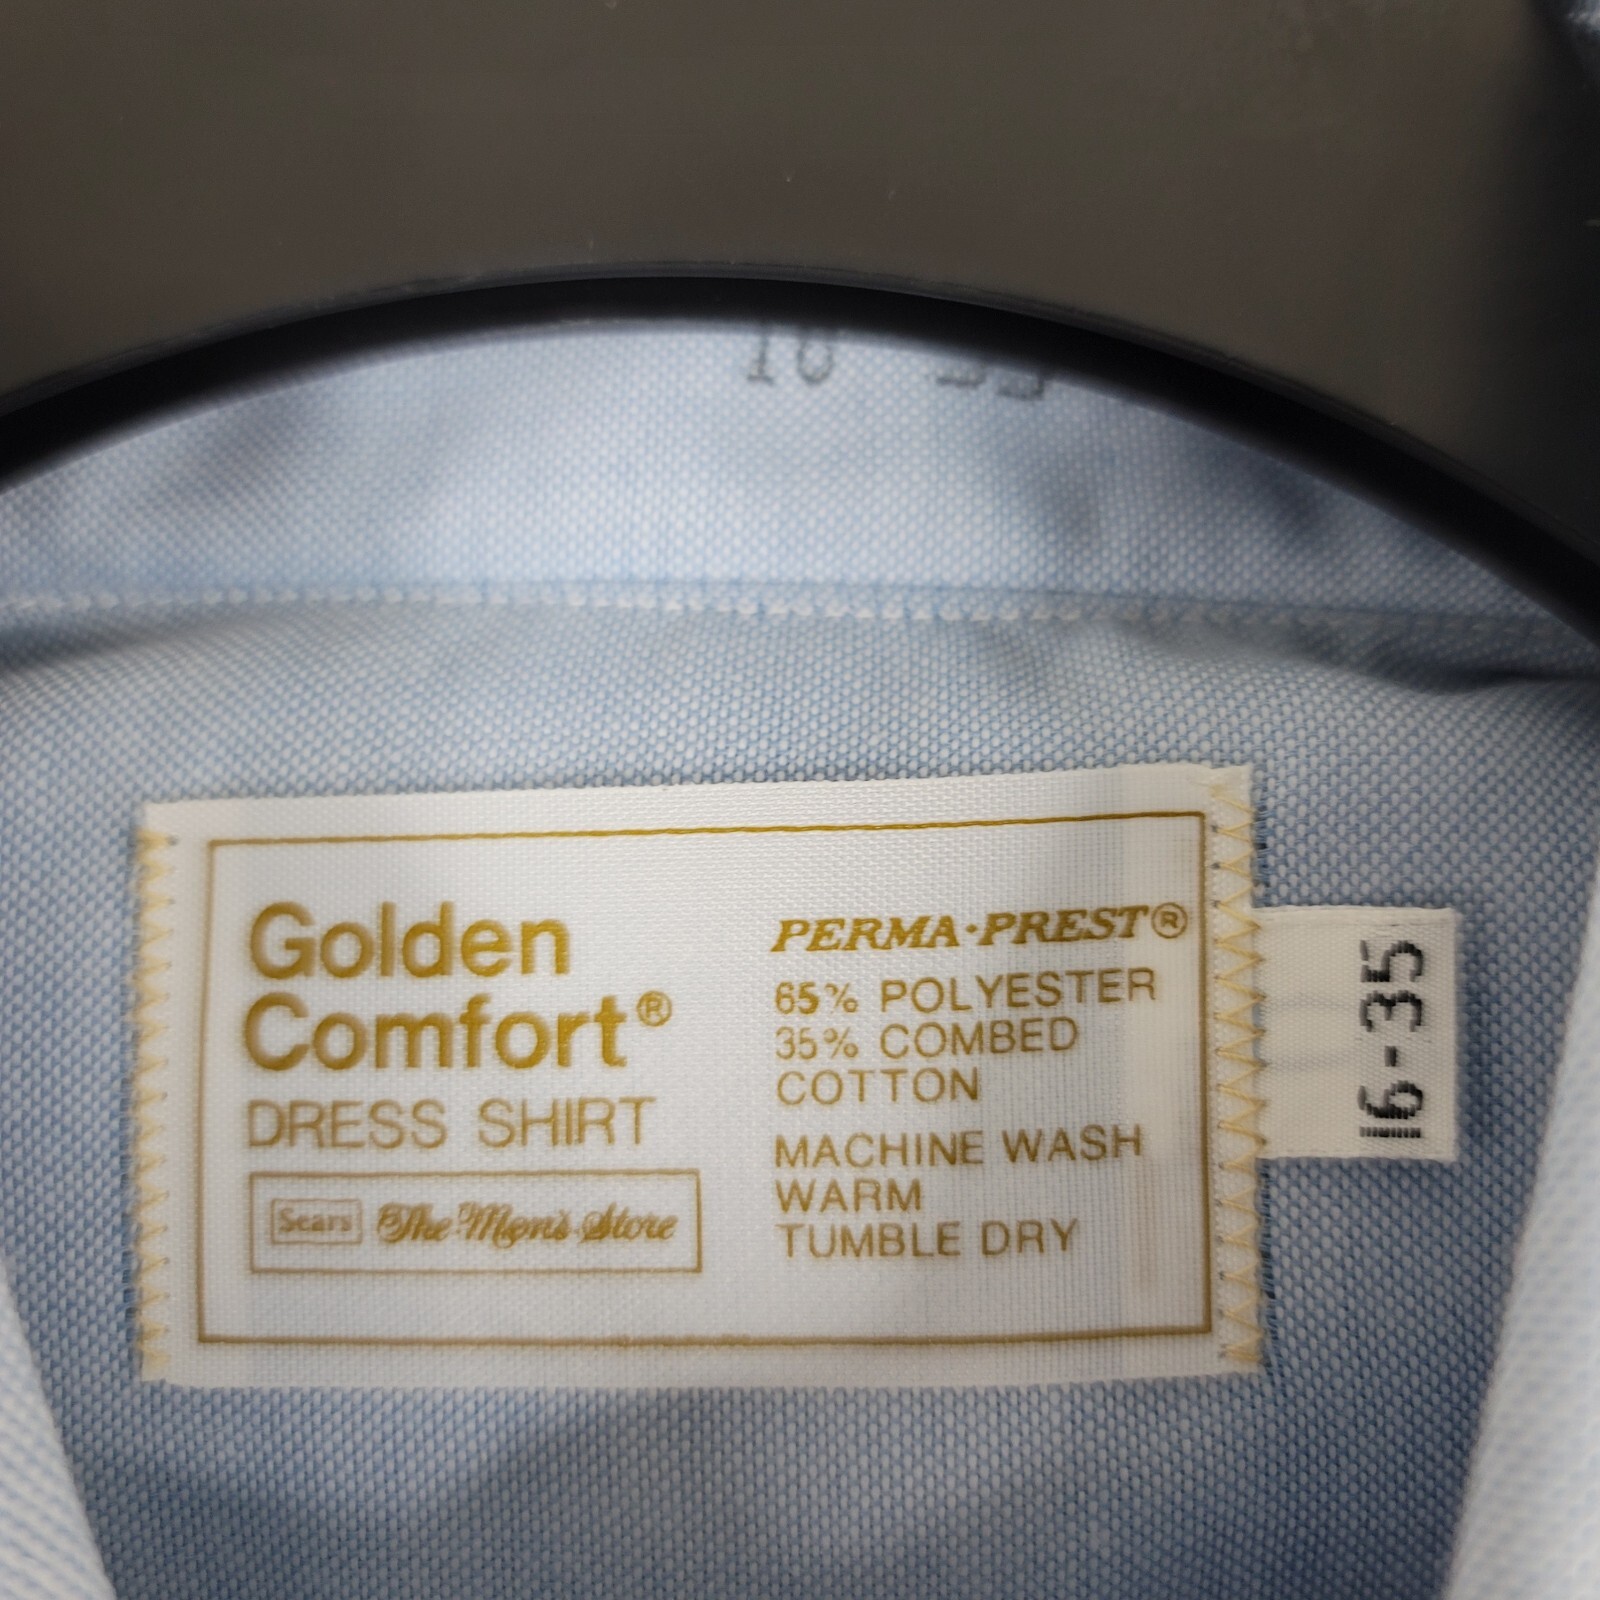 16
Golden
Comfort®
DRESS SHIRT
Sears The Men's Store
PERMA-PREST®
65% POLYESTER
35% COMBED
COTTON
MACHINE WASH
WARM
TUMBLE DRY
16-35